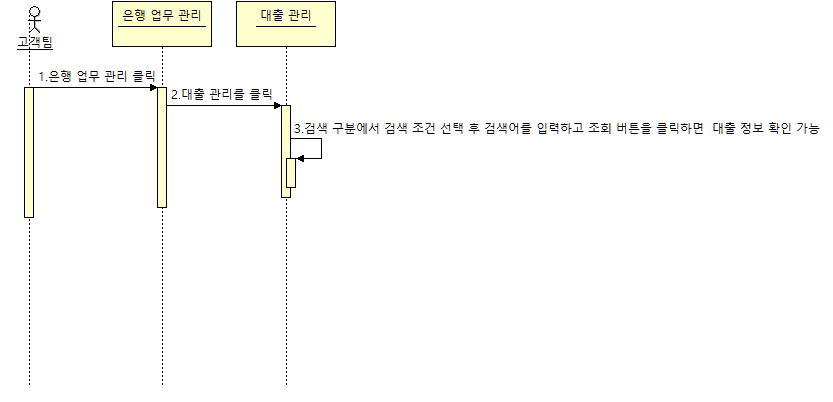 은행 업무 관리
대출 관리
고객팀
1.은행 업무 관리 클릭
2.대출 관리를 클릭
3.검색 구분에서 검색 조건 선택 후 검색어를 입력하고 조회 버튼을 클릭하면 대출 정보 확인 가능